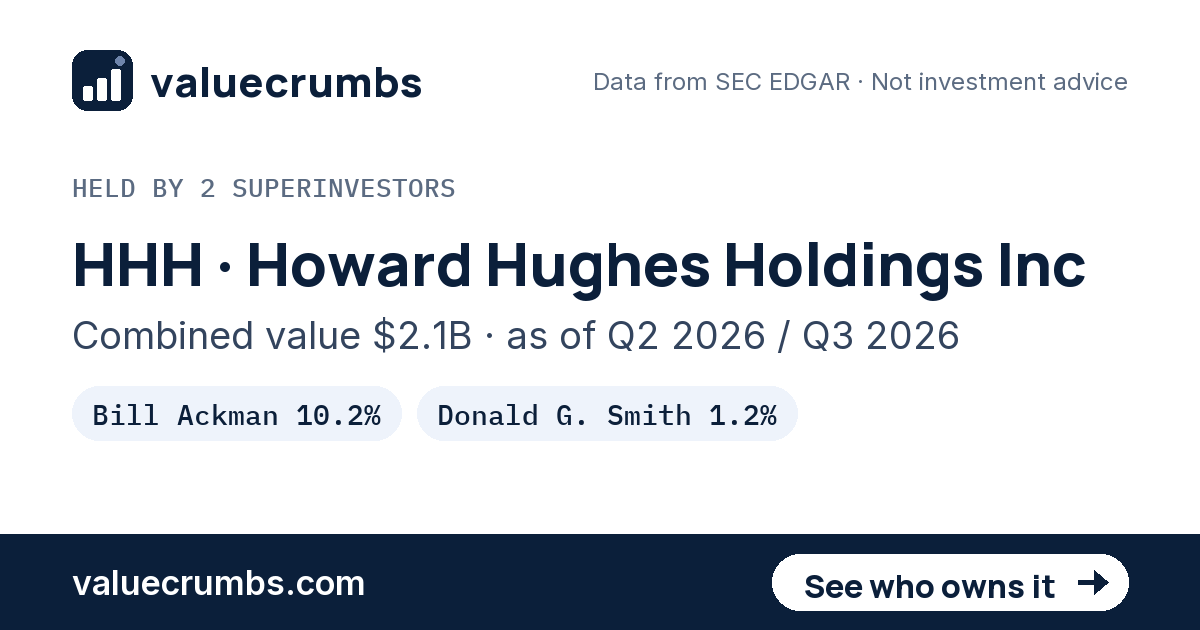 valuecrumbs
Data from SEC EDGAR · Not investment advice
HELD BY 2 SUPERINVESTORS
HHH · Howard Hughes Holdings Inc
Combined value $2.1B · as of Q2 2026 / Q3 2026
Bill Ackman 10.2%
Donald G. Smith 1.2%
valuecrumbs.com
See who owns it →